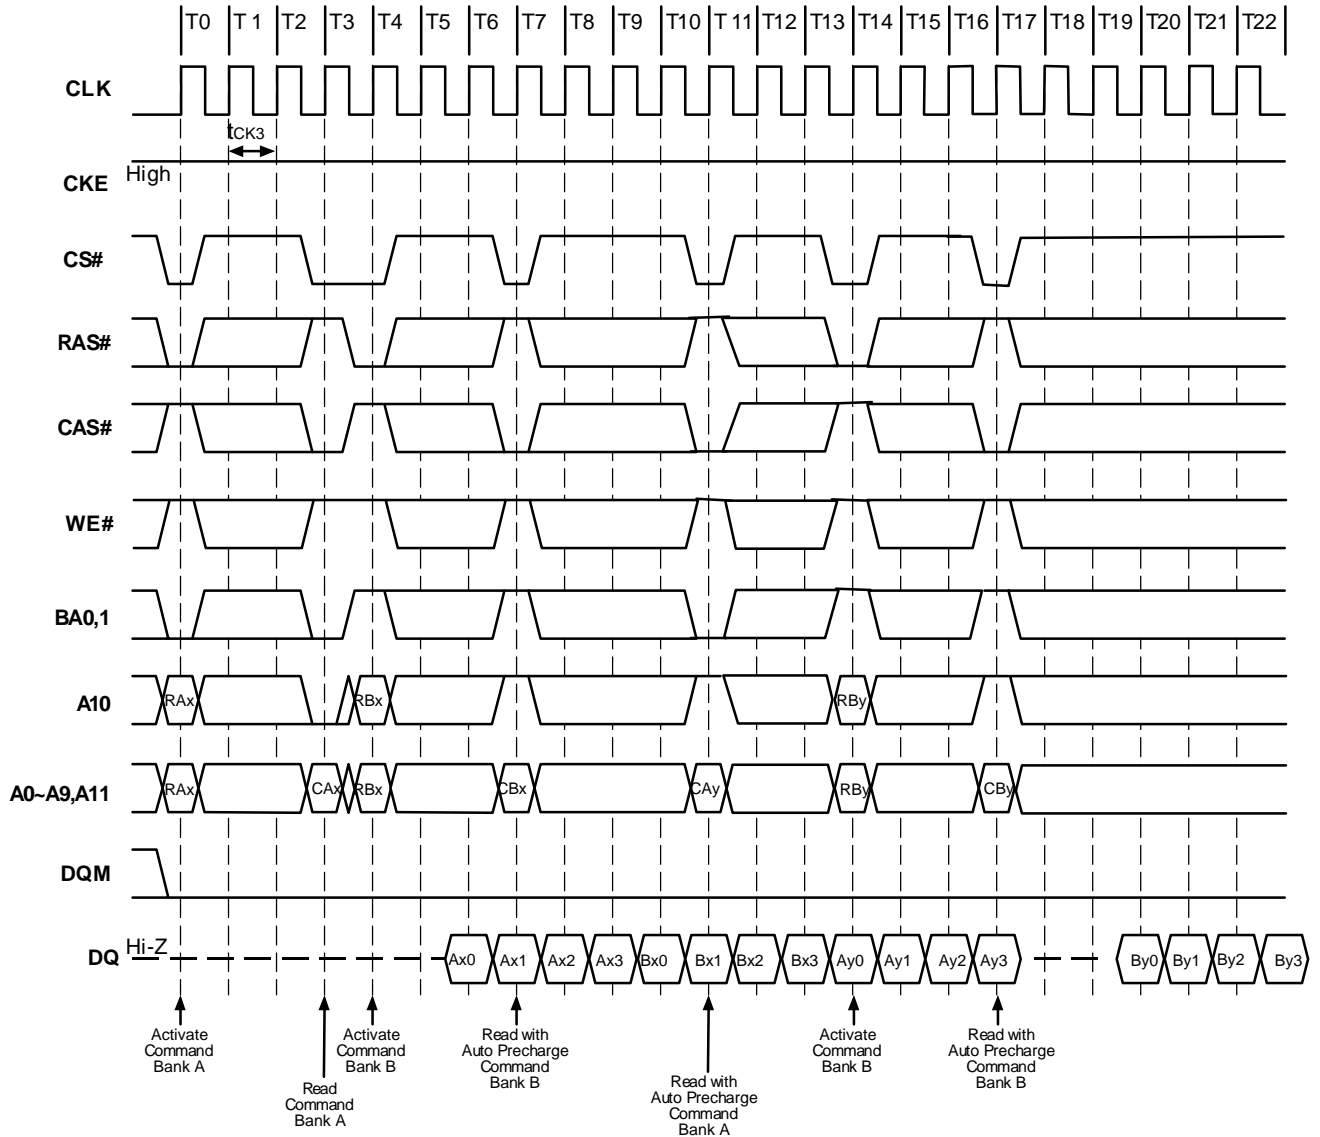 T0 T 1 T2 T3 T4 T5 T6 T7 T8 T9 T10 T 11 T12 T13 T14 T15 T16 T17 T18 T19 T20 T21 T22
CLK
tCK3
High
CKE
CS#
RAS#
CAS#
WE#
BA0,1
A10 RAx RBx RBy
A0~A9,A11 RAx CAx RBx CBx CAy RBy CBy
DQM
DQ Hi-Z Ax0 Ax1 Ax2 Ax3 Bx0 Bx1 Bx2 Bx3 Ay0 Ay1 Ay2 Ay3 By0 By1 By2 By3
Activate
Command
Bank A
Read
Command
Bank A
Activate
Command
Bank B
Read with
Auto Precharge
Command
Bank B
Read with
Auto Precharge
Command
Bank A
Activate
Command
Bank B
Read with
Auto Precharge
Command
Bank B